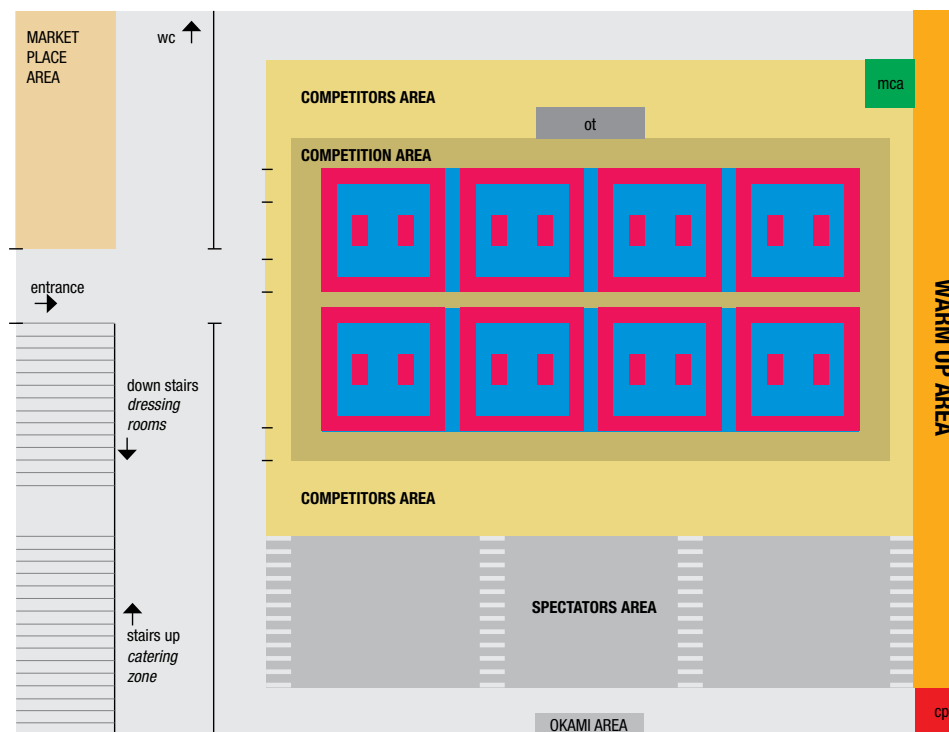 MARKET
PLACE
AREA
wc
mca
COMPETITORS AREA
ot
COMPETITION AREA
entrance
WARM UP AREA
down stairs
dressing
rooms
COMPETITORS AREA
SPECTATORS AREA
stairs up
catering
zone
cp
OKAMI AREA